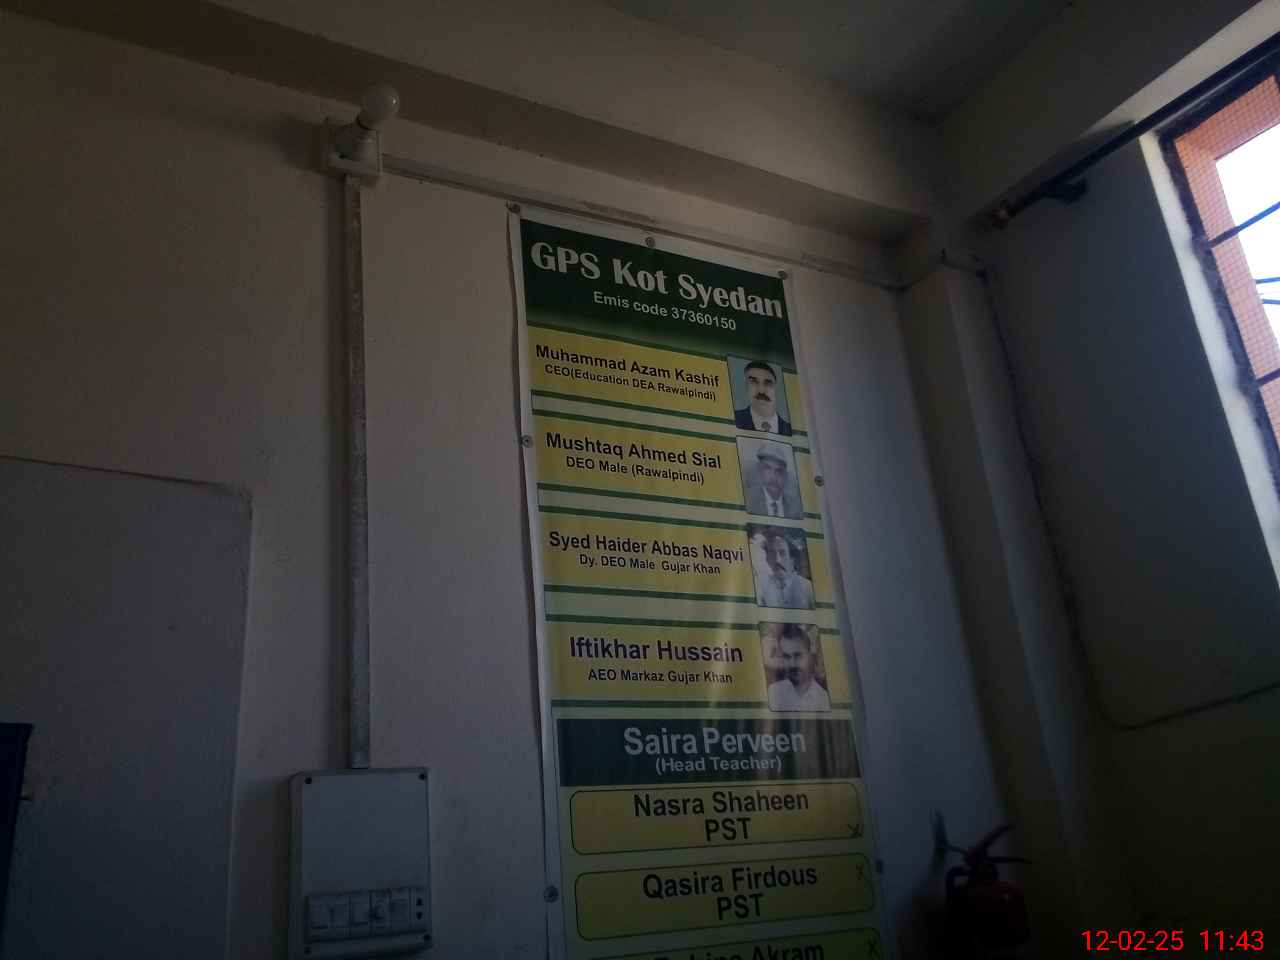 GPS Kot Syedan
Emis code 37360150
Muhammad Azam Kashif
CEO(Education DEA Rawalpindi)
Mushtaq Ahmed Sial
DEO Male (Rawalpindi)
Syed Haider Abbas Naqvi
Dy. DEO Male Gujar Khan
Iftikhar Hussain
AEO Markaz Gujar Khan
Saira Perveen
(Head Teacher)
Nasra Shaheen
PST
Qasira Firdous
PST
Akram
12-02-25 11:43